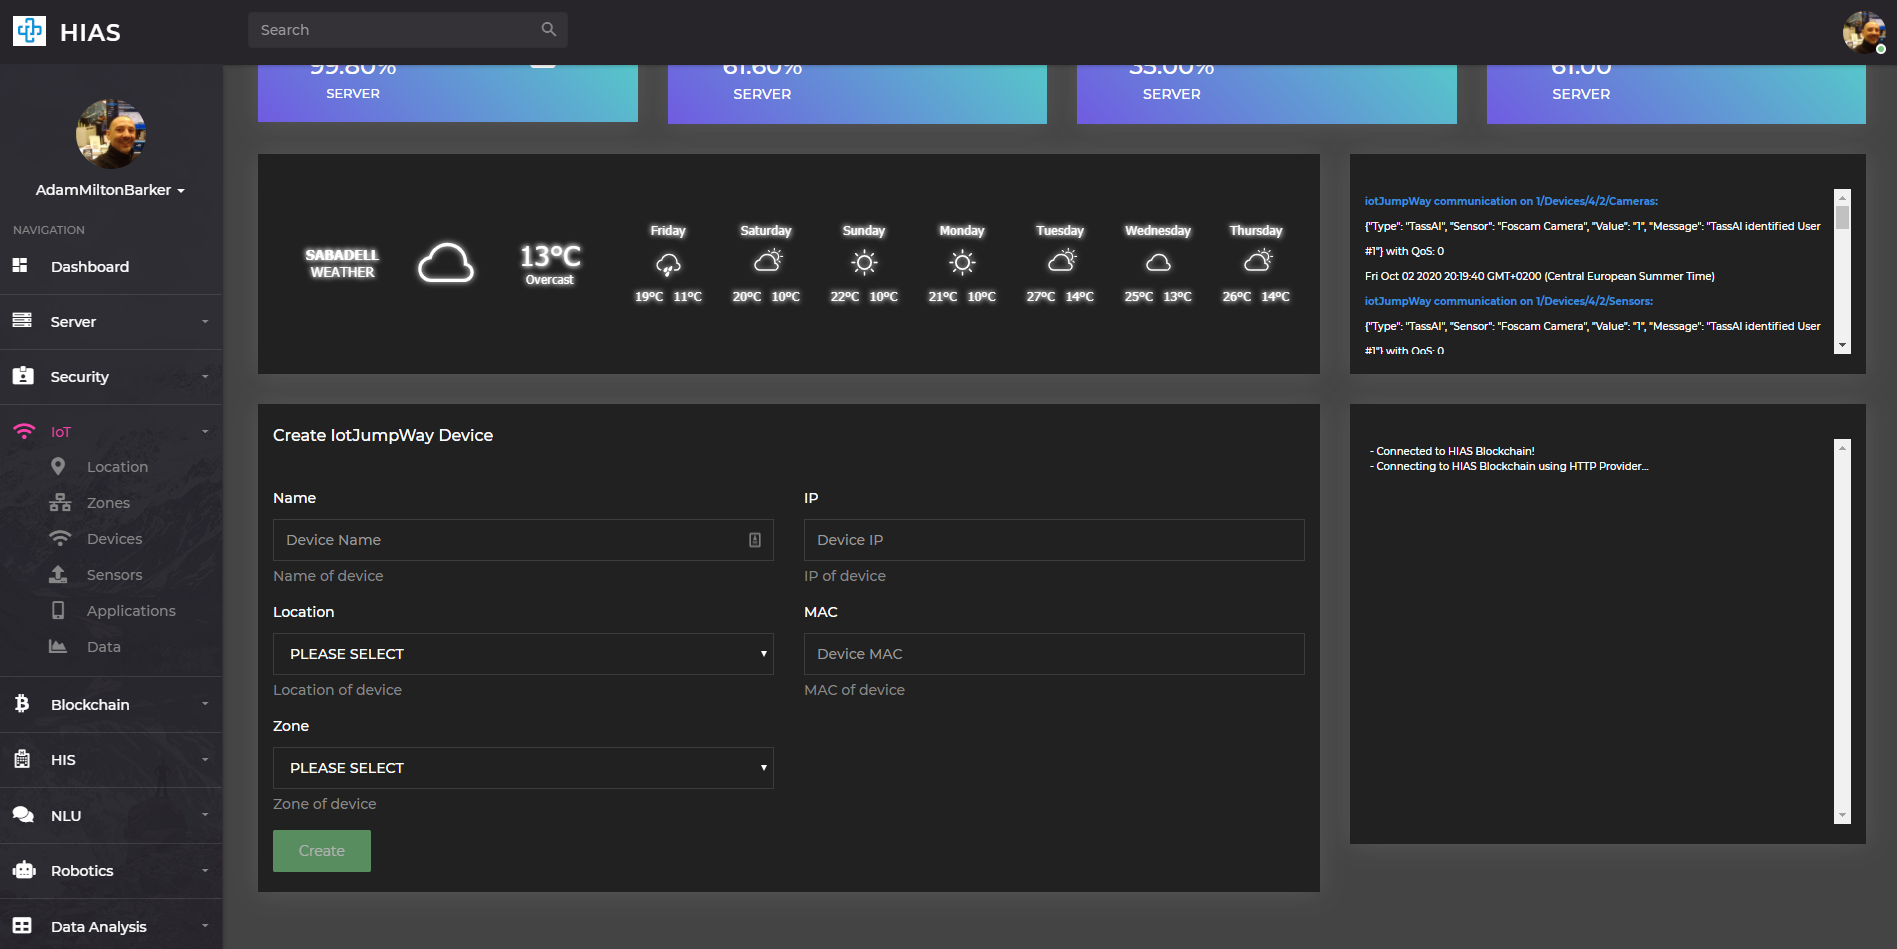 HIAS
Search
AdamMiltonBarker
NAVIGATION
Dashboard
Server
Security
IoT
Location
Zones
Devices
Sensors
Applications
Data
Blockchain
HIS
NLU
Robotics
Data Analysis
99.80%
SERVER
61.60%
SERVER
35.00%
SERVER
61.00
SERVER
SABADELL
WEATHER
13°C
Overcast
Friday
19°C 11°C
Saturday
20°C 10°C
Sunday
22°C 10°C
Monday
21°C 10°C
Tuesday
27°C 14°C
Wednesday
25°C 13°C
Thursday
26°C 14°C
iotJumpWay communication on 1/Devices/4/2/Cameras:
{"Type": "TassAI", "Sensor": "Foscam Camera", "Value": "1", "Message": "TassAI identified User
#1"} with QoS: 0
Fri Oct 02 2020 20:19:40 GMT+0200 (Central European Summer Time)
iotJumpWay communication on 1/Devices/4/2/Sensors:
{"Type": "TassAI", "Sensor": "Foscam Camera", "Value": "1", "Message": "TassAI identified User
#1"} with QoS: 0
Create IotJumpWay Device
Name
Device Name
Name of device
Location
PLEASE SELECT
Location of device
Zone
PLEASE SELECT
Zone of device
Create
IP
Device IP
IP of device
MAC
Device MAC
MAC of device
- Connected to HIAS Blockchain!
- Connecting to HIAS Blockchain using HTTP Provider...